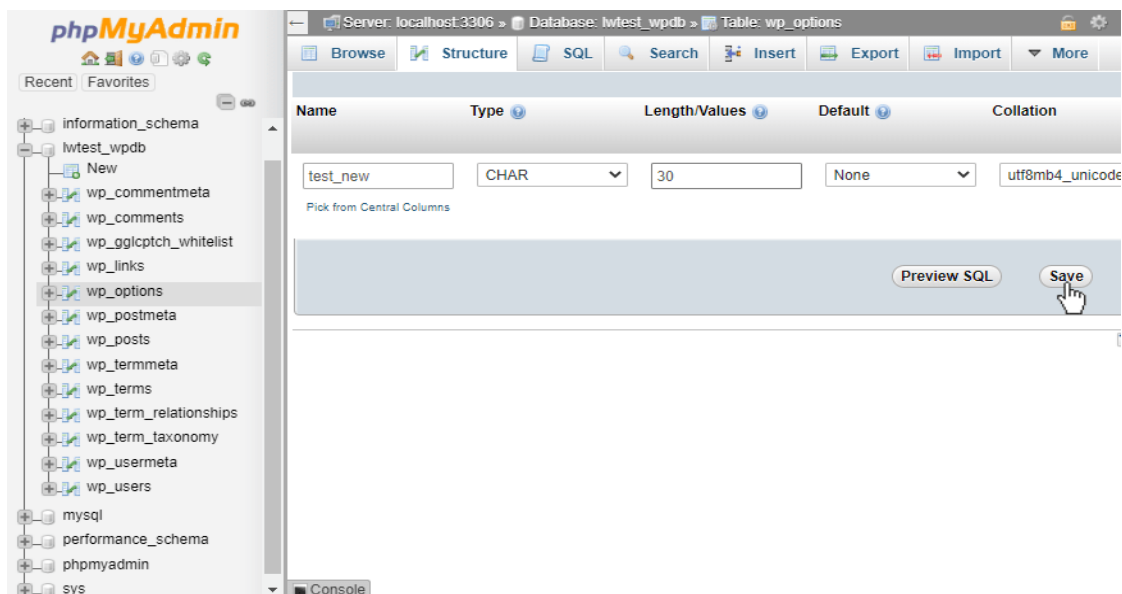 phpMyAdmin
Recent Favorites
information_schema
lwtest_wpdb
New
wp_commentmeta
wp_comments
wp_gglcptch_whitelist
wp_links
wp_options
wp_postmeta
wp_posts
wp_termmeta
wp_terms
wp_term_relationships
wp_term_taxonomy
wp_usermeta
wp_users
mysql
performance_schema
phpmyadmin
sys
Server: localhost:3306 » Database: lwtest_wpdb » Table: wp_options
Browse Structure SQL Search Insert Export Import More
Name Type Length/Values Default Collation
test_new CHAR 30 None utf8mb4_unicode
Pick from Central Columns
Preview SQL Save
Console